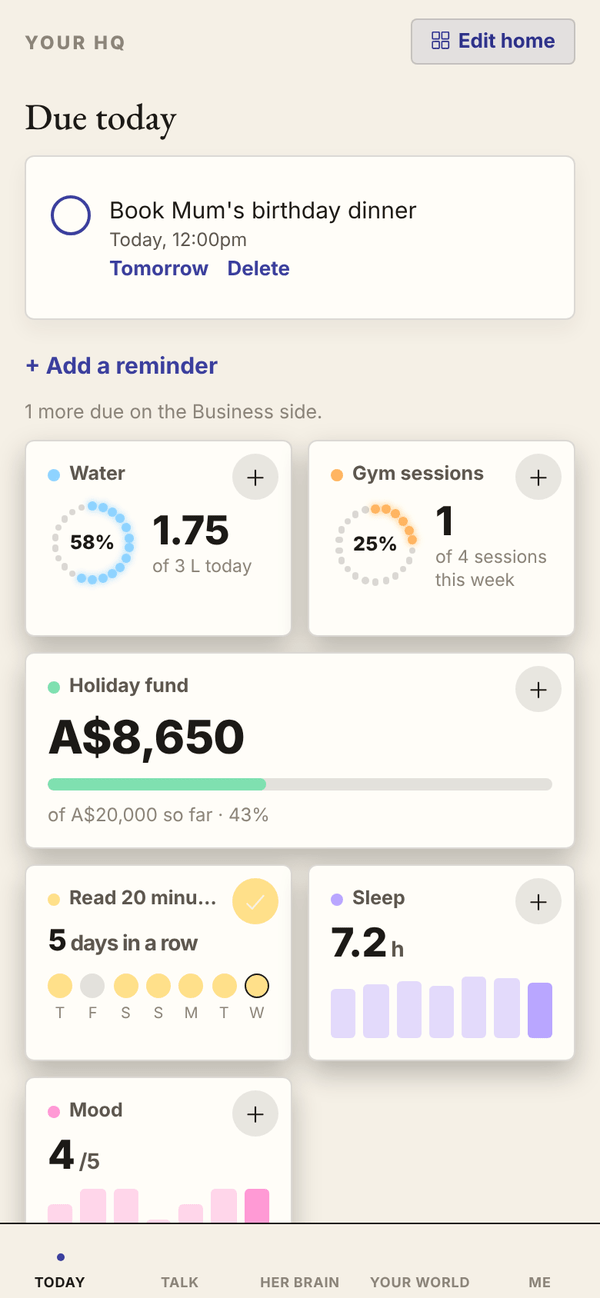 YOUR HQ
Edit home
Due today
Book Mum's birthday dinner
Today, 12:00pm
Tomorrow Delete
+ Add a reminder
1 more due on the Business side.
Water
+
58%
1.75
of 3 L today
Gym sessions
+
25%
1
of 4 sessions
this week
Holiday fund
+
A$8,650
of A$20,000 so far · 43%
Read 20 minu...
5 days in a row
T F S S M T W
Sleep
+
7.2 h
Mood
+
4 /5
TODAY TALK HER BRAIN YOUR WORLD ME